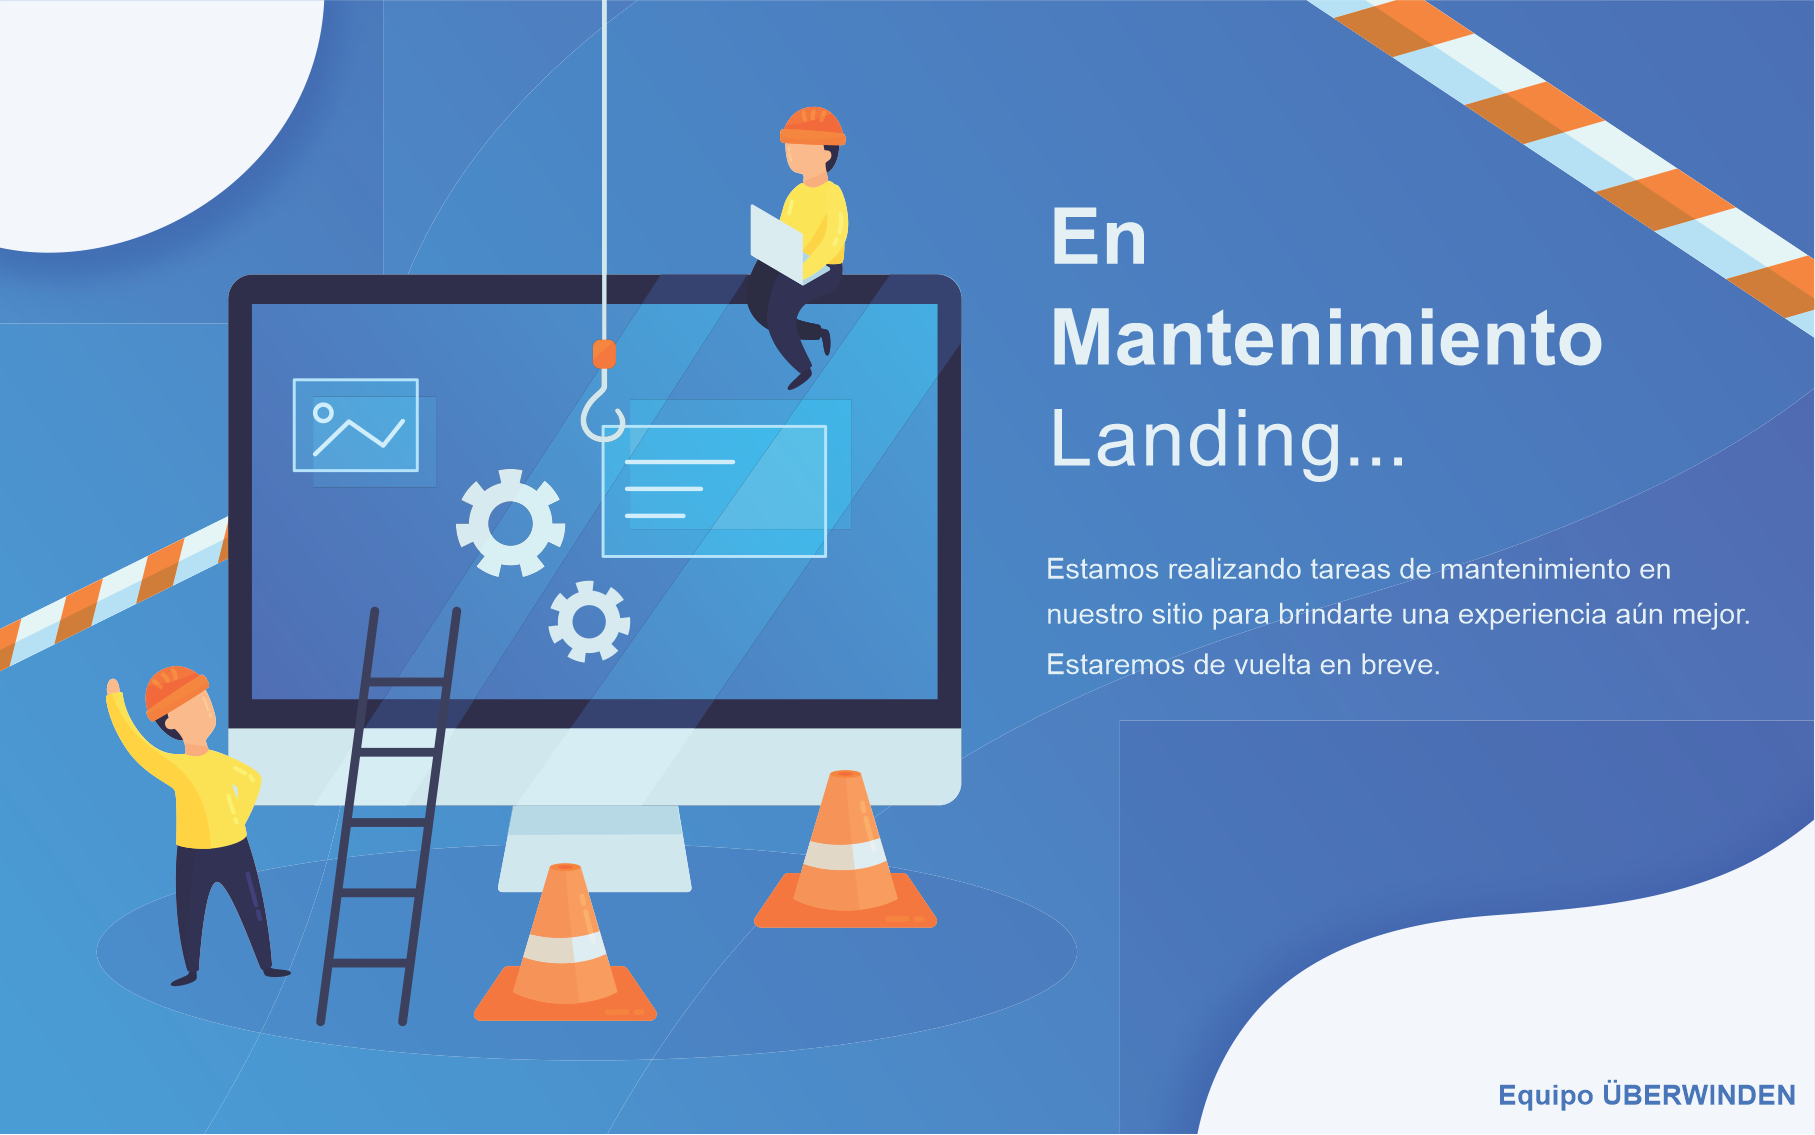 En
Mantenimiento
Landing...
Estamos realizando tareas de mantenimiento en
nuestro sitio para brindarte una experiencia aún mejor.
Estaremos de vuelta en breve.
Equipo ÜBERWINDEN